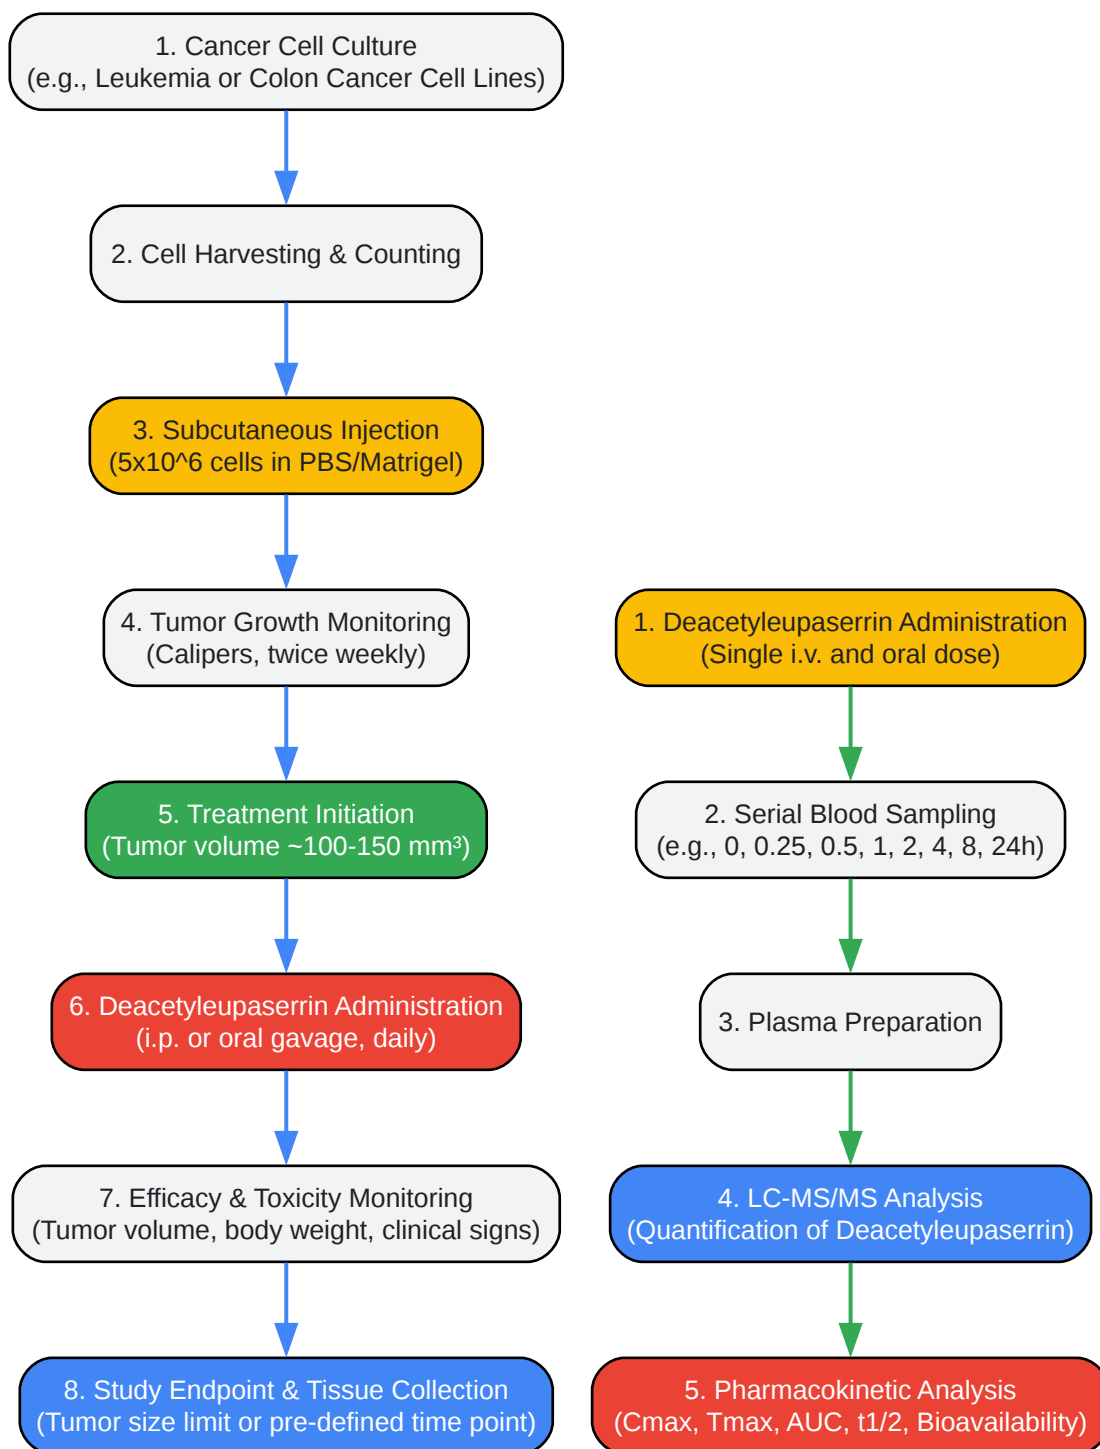 1. Cancer Cell Culture
(e.g., Leukemia or Colon Cancer Cell Lines)
2. Cell Harvesting & Counting
3. Subcutaneous Injection
(5x10^6 cells in PBS/Matrigel)
4. Tumor Growth Monitoring
(Calipers, twice weekly)
5. Treatment Initiation
(Tumor volume ~100-150 mm³)
6. Deacetyleupaserrin Administration
(i.p. or oral gavage, daily)
7. Efficacy & Toxicity Monitoring
(Tumor volume, body weight, clinical signs)
8. Study Endpoint & Tissue Collection
(Tumor size limit or pre-defined time point)
1. Deacetyleupaserrin Administration
(Single i.v. and oral dose)
2. Serial Blood Sampling
(e.g., 0, 0.25, 0.5, 1, 2, 4, 8, 24h)
3. Plasma Preparation
4. LC-MS/MS Analysis
(Quantification of Deacetyleupaserrin)
5. Pharmacokinetic Analysis
(Cmax, Tmax, AUC, t1/2, Bioavailability)